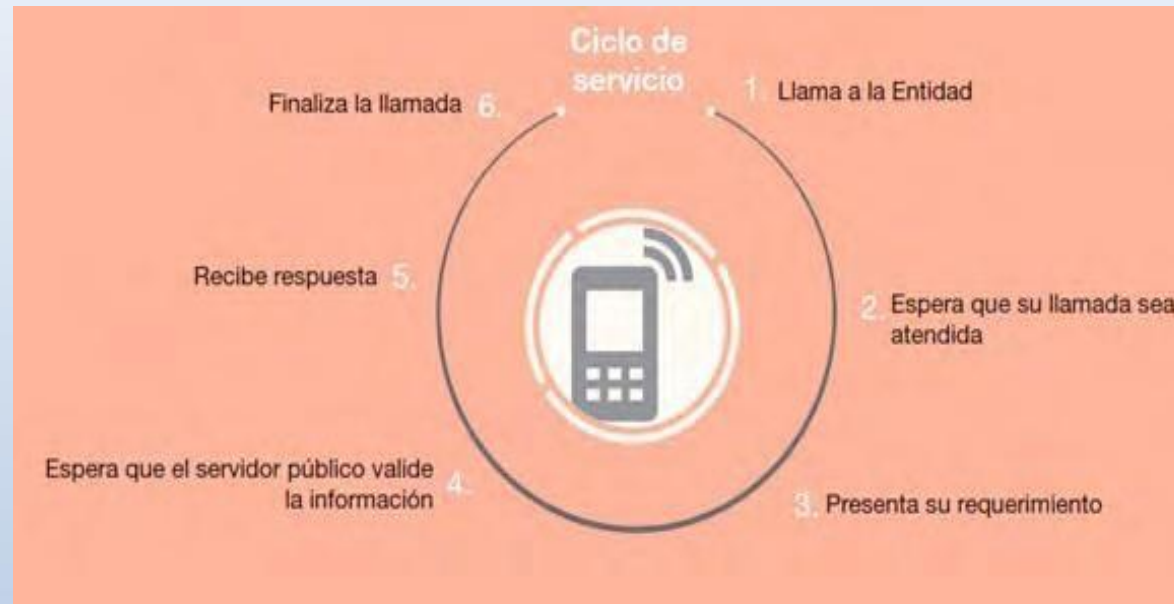 Ciclo de
servicio
1. Llama a la Entidad
2. Espera que su llamada sea
atendida
3. Presenta su requerimiento
4. Espera que el servidor público valide
la información
5. Recibe respuesta
6. Finaliza la llamada